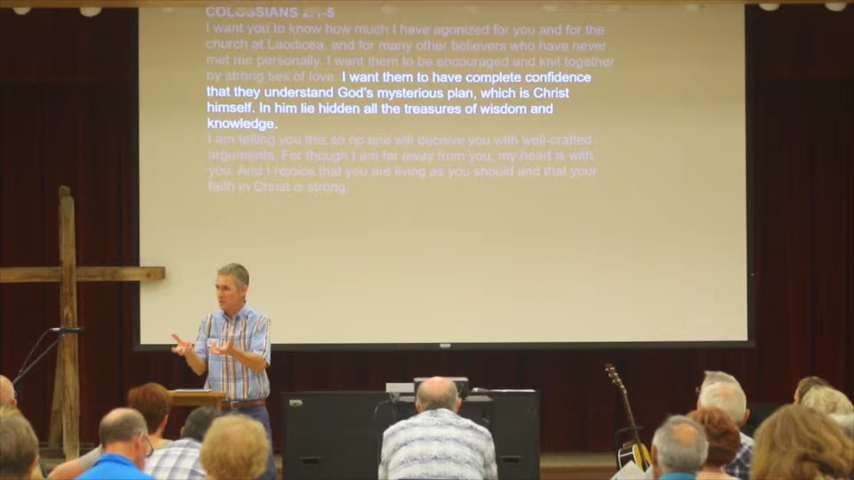 COLOSSIANS 2:1-5
I want you to know how much I have agonized for you and for the
church at Laodicea, and for many other believers who have never
met me personally. I want them to be encouraged and knit together
by strong ties of love. I want them to have complete confidence
that they understand God's mysterious plan, which is Christ
himself. In him lie hidden all the treasures of wisdom and
knowledge.
I am telling you this so no one will deceive you with well-crafted
arguments. For though I am far away from you, my heart is with
you. And I rejoice that you are living as you should and that your
faith in Christ is strong.